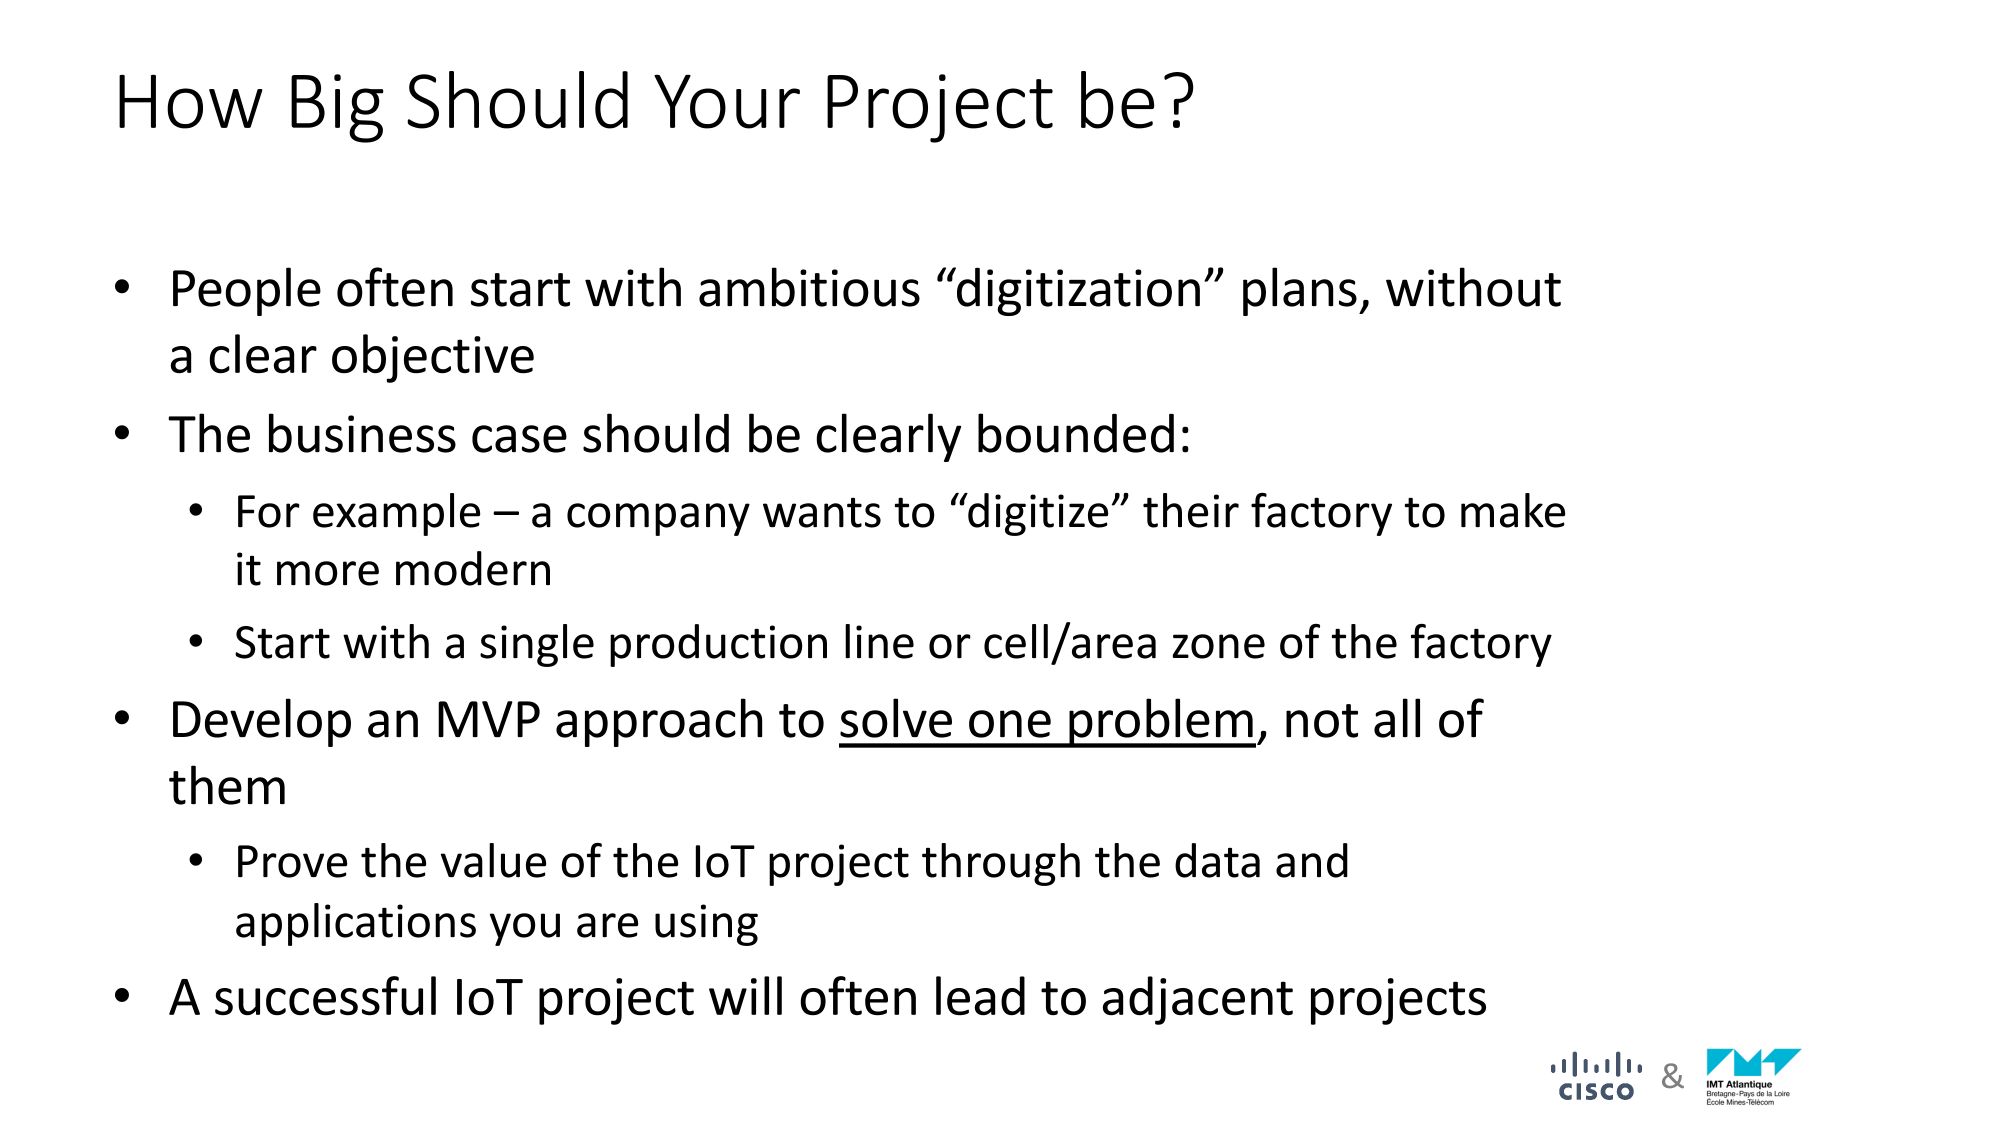 How Big Should Your Project be?
• People often start with ambitious “digitization” plans, without
a clear objective
• The business case should be clearly bounded:
• For example – a company wants to “digitize” their factory to make
it more modern
• Start with a single production line or cell/area zone of the factory
• Develop an MVP approach to solve one problem, not all of
them
• Prove the value of the IoT project through the data and
applications you are using
• A successful IoT project will often lead to adjacent projects
CISCO & IMT Atlantique
Bretagne-Pays de la Loire
École Mines-Télécom